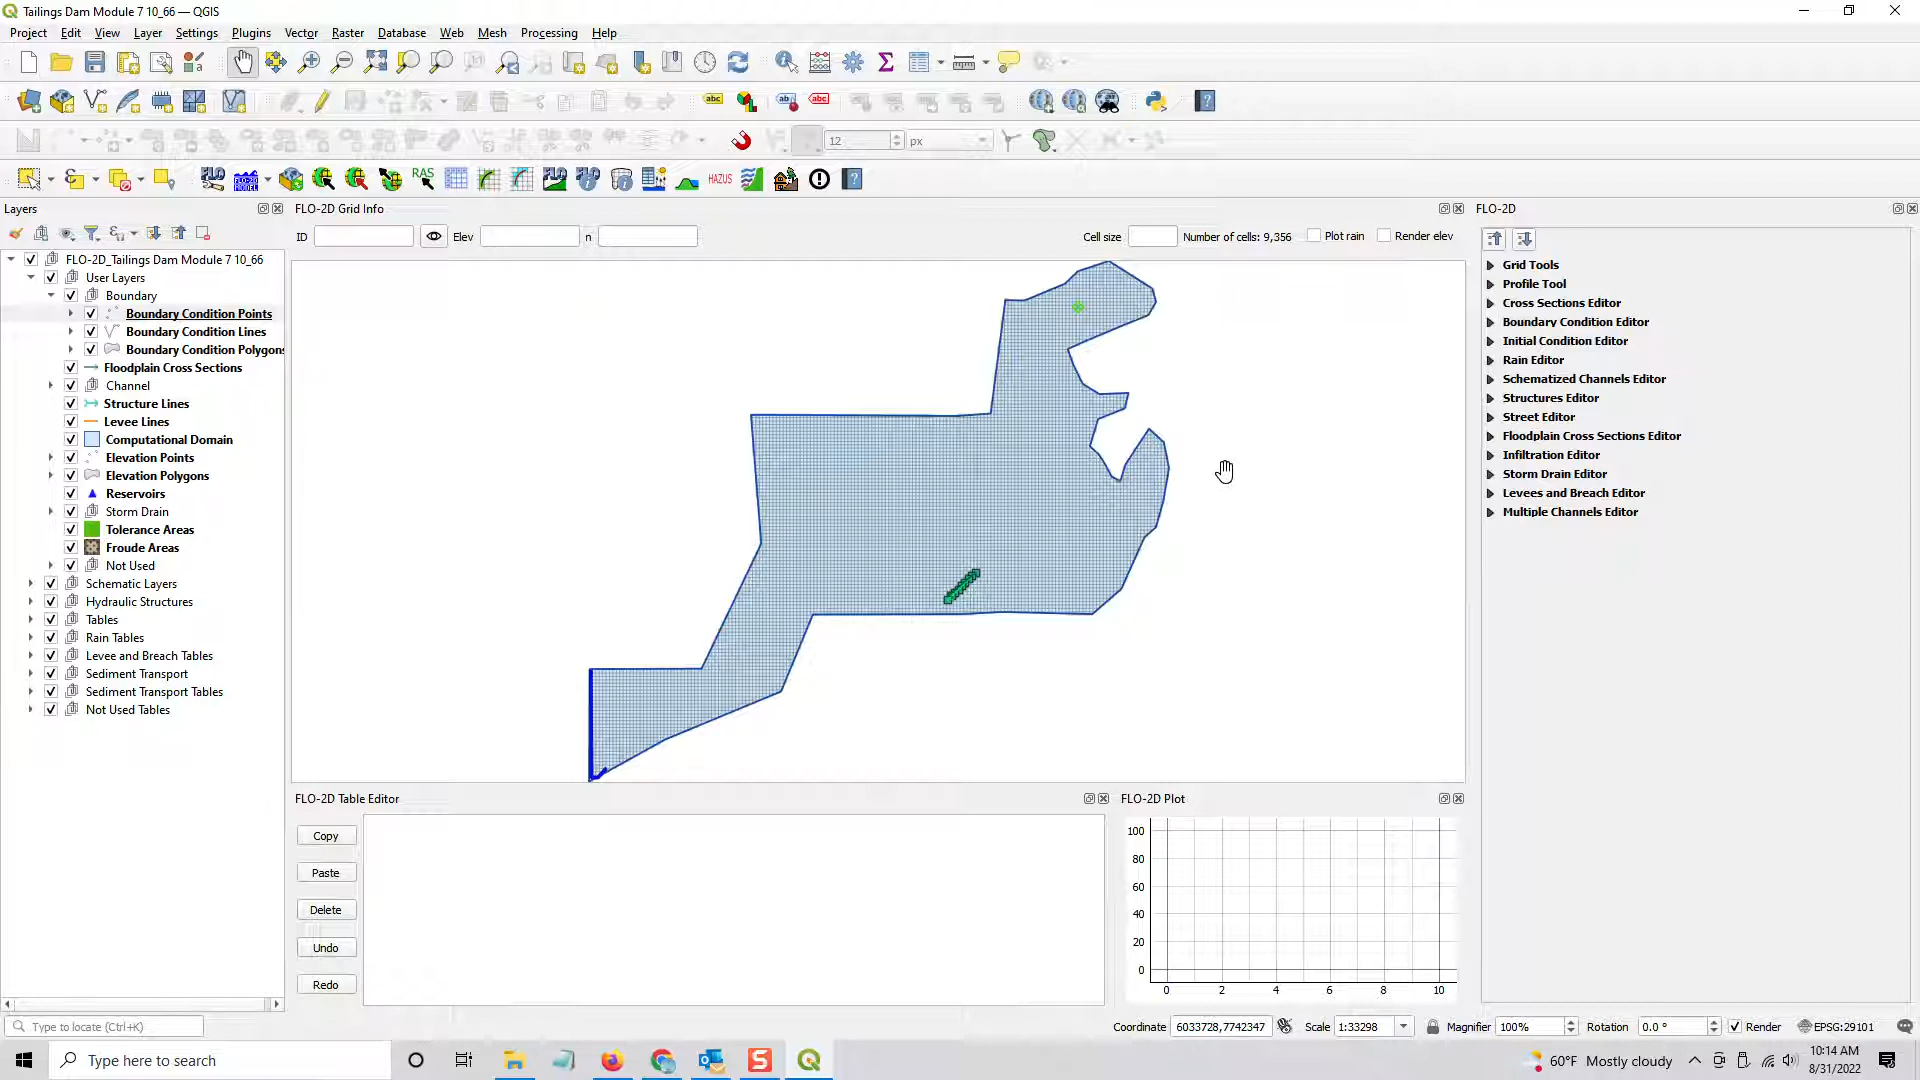 Tailings Dam Module 7 10_66 — QGIS
Project Edit View Layer Settings Plugins Vector Raster Database Web Mesh Processing Help
abc abc abc
12 px
FLO FLO-2D MODEL RAS FLO HAZUS
Layers
FLO-2D Grid Info
FLO-2D
ID Elev n Cell size Number of cells: 9,356 Plot rain Render elev
FLO-2D_Tailings Dam Module 7 10_66
User Layers
Boundary
Boundary Condition Points
Boundary Condition Lines
Boundary Condition Polygons
Floodplain Cross Sections
Channel
Structure Lines
Levee Lines
Computational Domain
Elevation Points
Elevation Polygons
Reservoirs
Storm Drain
Tolerance Areas
Froude Areas
Not Used
Schematic Layers
Hydraulic Structures
Tables
Rain Tables
Levee and Breach Tables
Sediment Transport
Sediment Transport Tables
Not Used Tables
Grid Tools
Profile Tool
Cross Sections Editor
Boundary Condition Editor
Initial Condition Editor
Rain Editor
Schematized Channels Editor
Structures Editor
Street Editor
Floodplain Cross Sections Editor
Infiltration Editor
Storm Drain Editor
Levees and Breach Editor
Multiple Channels Editor
FLO-2D Table Editor
Copy
Paste
Delete
Undo
Redo
FLO-2D Plot
100
80
60
40
20
0
0 2 4 6 8 10
Type to locate (Ctrl+K)
Coordinate 6033728,7742347 Scale 1:33298 Magnifier 100% Rotation 0.0 ° Render EPSG:29101
Type here to search
60°F Mostly cloudy
10:14 AM
8/31/2022